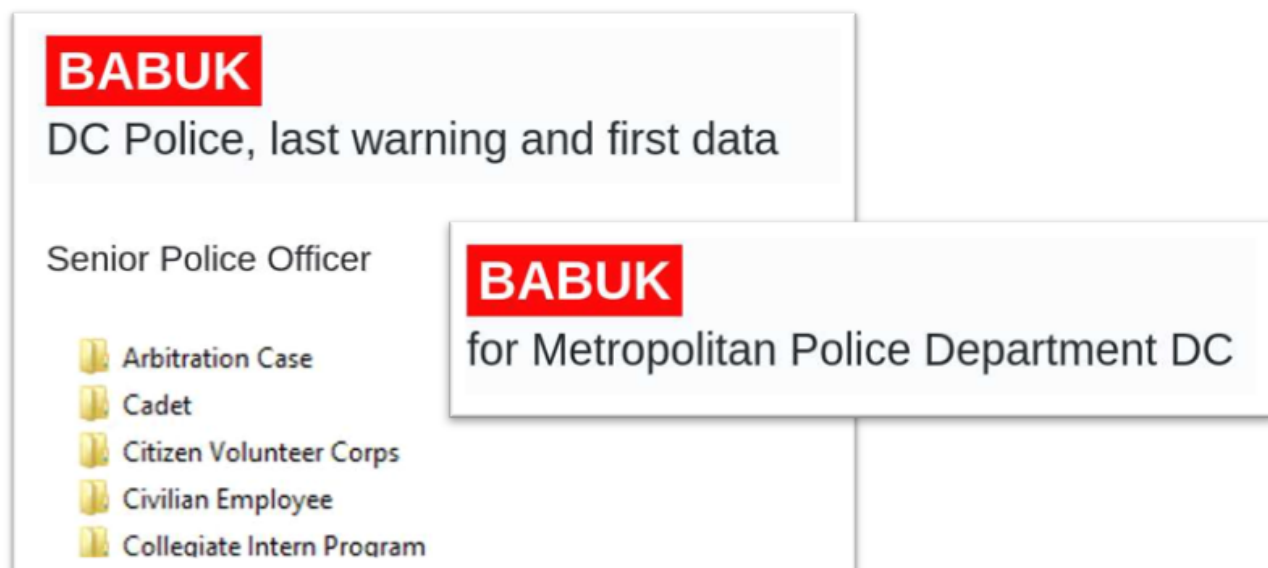 BABUK
DC Police, last warning and first data
Senior Police Officer
Arbitration Case
Cadet
Citizen Volunteer Corps
Civilian Employee
Collegiate Intern Program
BABUK
for Metropolitan Police Department DC